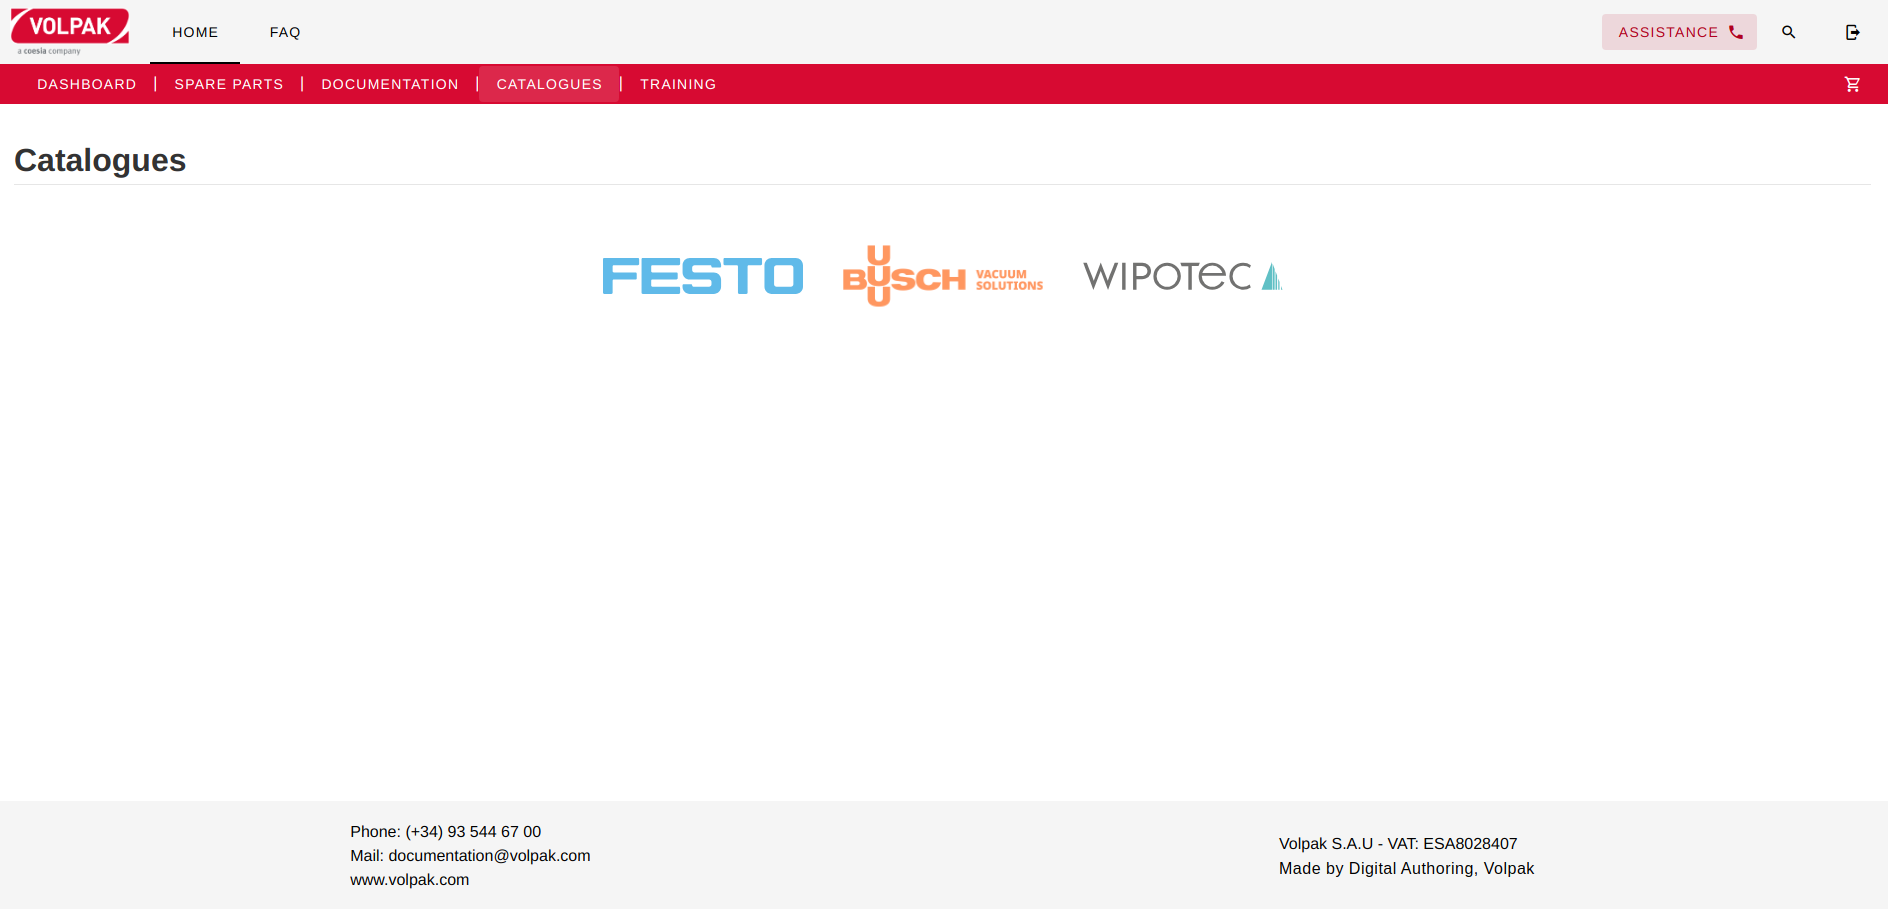 VOLPAK
a coesia company
HOME
FAQ
ASSISTANCE
DASHBOARD
SPARE PARTS
DOCUMENTATION
CATALOGUES
TRAINING
Catalogues
FESTO
BUSCH
VACUUM
SOLUTIONS
WIPOTEC
Phone: (+34) 93 544 67 00
Mail: documentation@volpak.com
www.volpak.com
Volpak S.A.U - VAT: ESA8028407
Made by Digital Authoring, Volpak